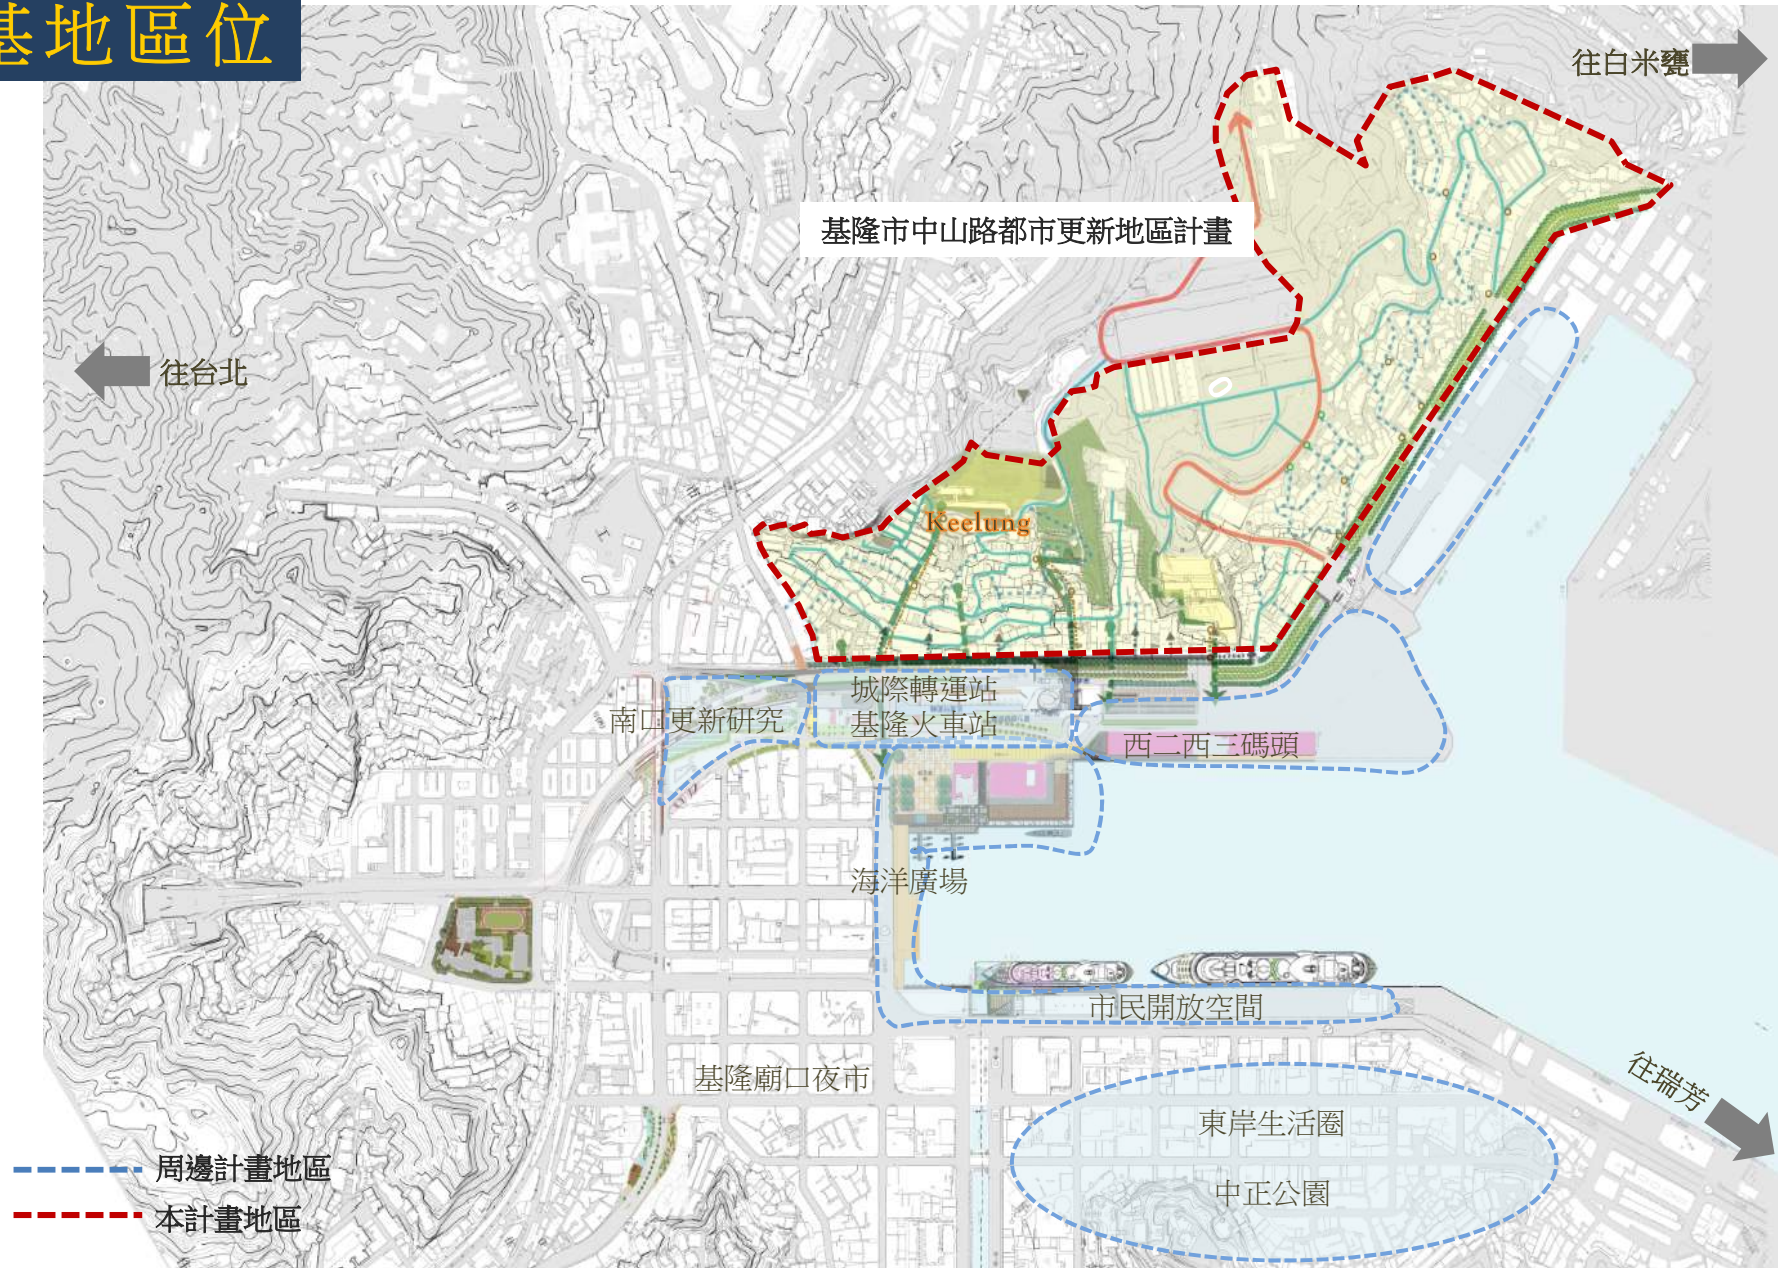 基地區位
往白米甕
基隆市中山路都市更新地區計畫
往台北
Keelung
城際轉運站
南口更新研究
基隆火車站
西二西三碼頭
海洋廣場
市民開放空間
基隆廟口夜市
往瑞芳
東岸生活圈
中正公園
周邊計畫地區
本計畫地區